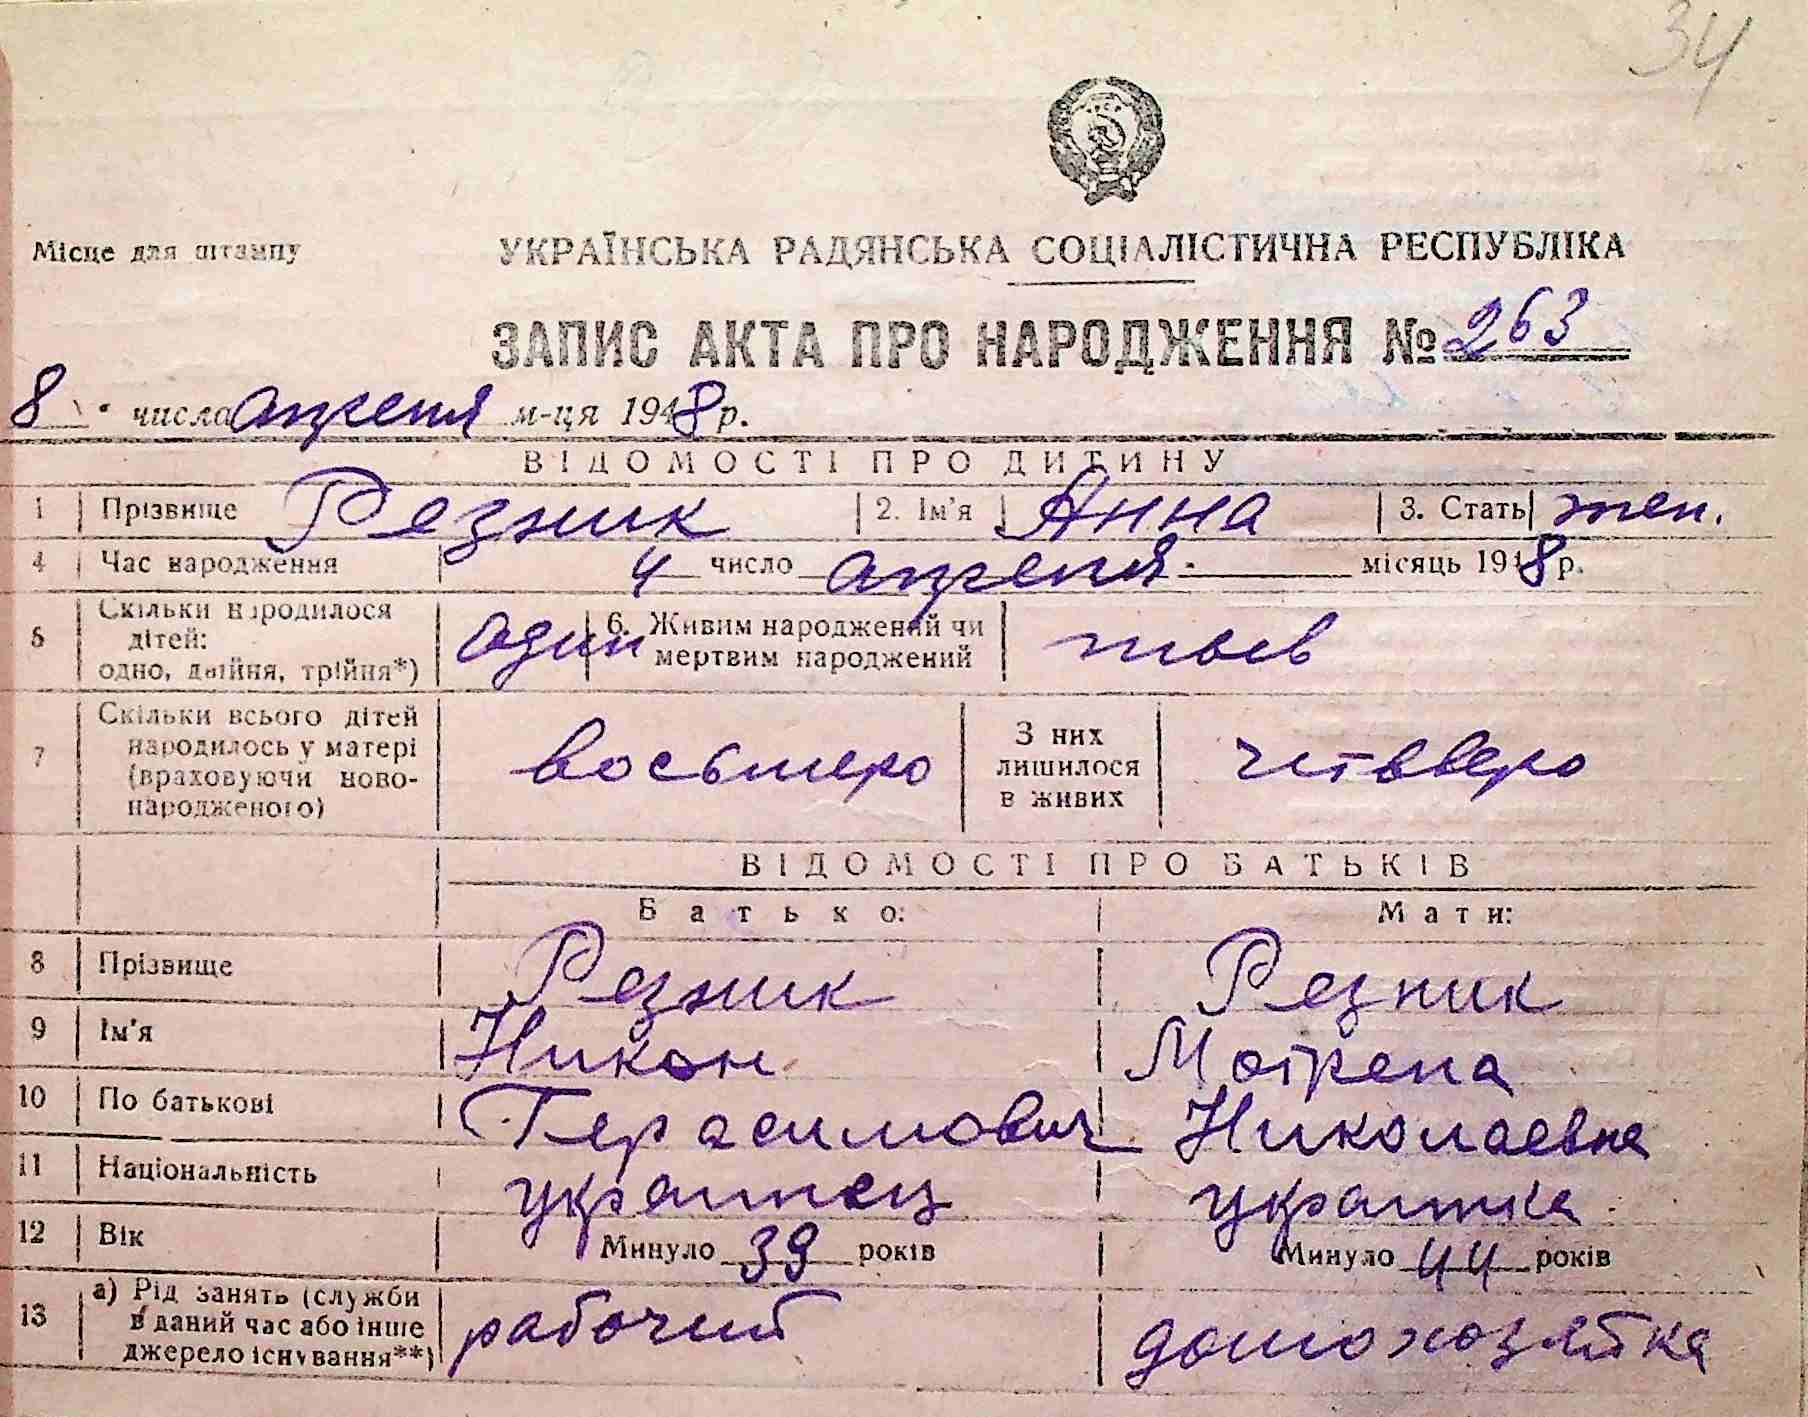 34
Місце для штампу
УКРАЇНСЬКА РАДЯНСЬКА СОЦІАЛІСТИЧНА РЕСПУБЛІКА
ЗАПИС АКТА ПРО НАРОДЖЕННЯ № 263
8 числа апреля м-ця 1948 р.
ВІДОМОСТІ ПРО ДИТИНУ
1 Прізвище Резник 2. Ім'я Анна 3. Стать жен.
4 Час народження 4 число апреля місяць 1948 р.
5 Скільки народилося дітей: одно, двійня, трійня*) один 6. Живим народжений чи мертвим народжений живъ
7 Скільки всього дітей народилось у матері (враховуючи новонародженого) восьмеро З них лишилося в живих четверо
ВІДОМОСТІ ПРО БАТЬКІВ
Батько: Мати:
8 Прізвище Резник Резник
9 Ім'я Никон Мотрена
10 По батькові Герасимович Николаевна
11 Національність украинец украинка
12 Вік Минуло 39 років Минуло 44 років
13 а) Рід занять (служби в даний час або інше джерело існування**) рабочий домохозяйка